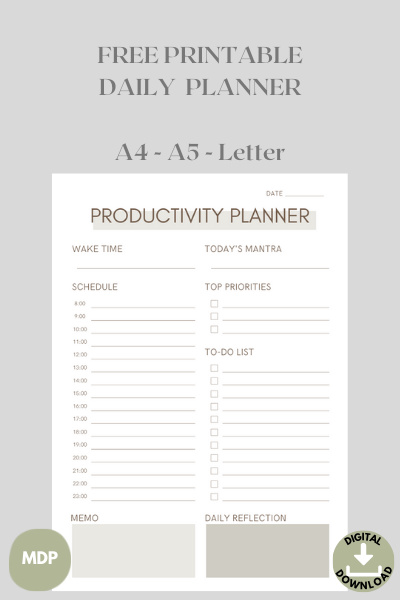 FREE PRINTABLE
DAILY PLANNER
A4 - A5 - Letter
DATE
PRODUCTIVITY PLANNER
WAKE TIME
TODAY'S MANTRA
SCHEDULE
8:00
9:00
10:00
11:00
12:00
13:00
14:00
15:00
16:00
17:00
18:00
19:00
20:00
21:00
22:00
23:00
TOP PRIORITIES
TO-DO LIST
MEMO
DAILY REFLECTION
MDP
DIGITAL
DOWNLOAD